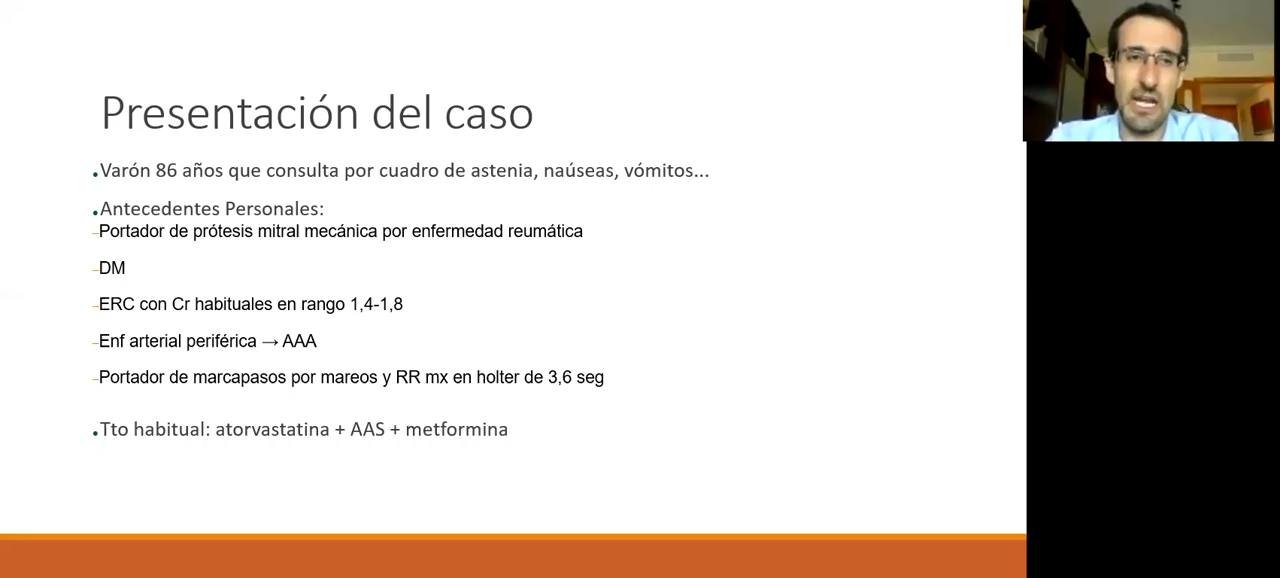 Presentación del caso
.Varón 86 años que consulta por cuadro de astenia, naúseas, vómitos...
.Antecedentes Personales:
–Portador de prótesis mitral mecánica por enfermedad reumática
–DM
–ERC con Cr habituales en rango 1,4-1,8
–Enf arterial periférica → AAA
–Portador de marcapasos por mareos y RR mx en holter de 3,6 seg
.Tto habitual: atorvastatina + AAS + metformina